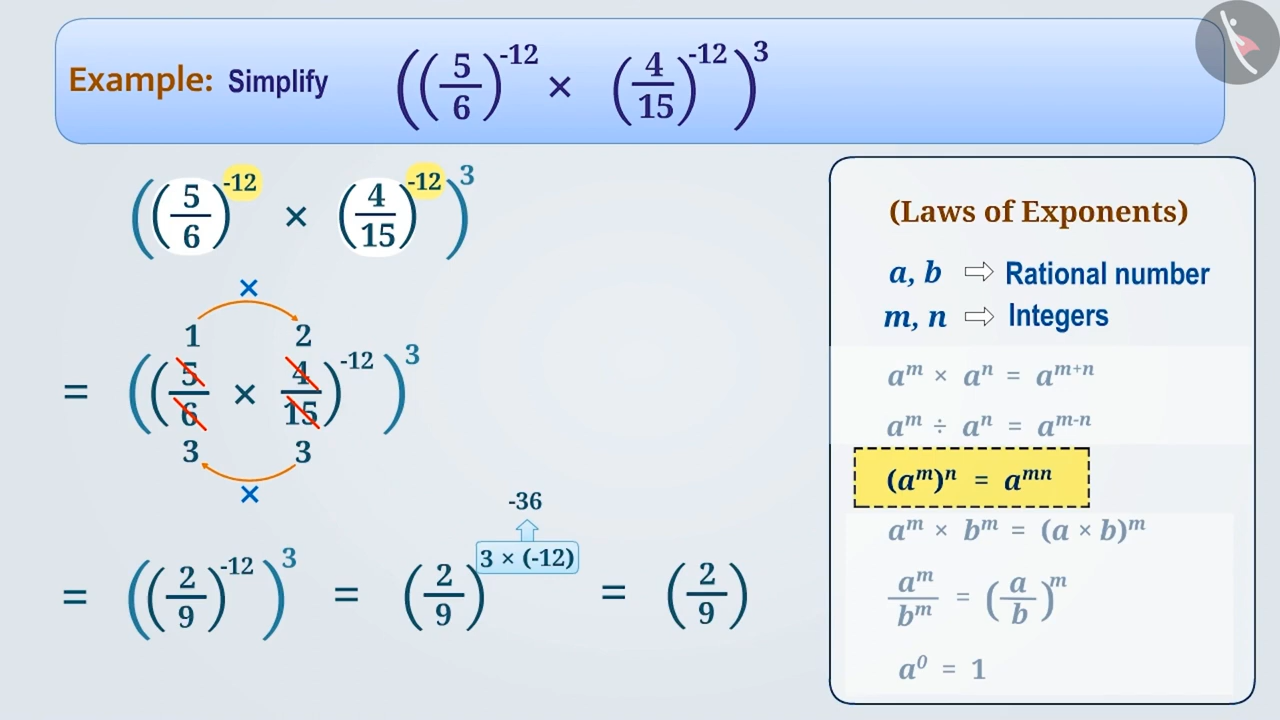 Example: Simplify ((5/6)^-12 × (4/15)^-12)^3
((5/6)^-12 × (4/15)^-12)^3
×
1 2
= ((5/6 × 4/15)^-12)^3
3 3
×
-36
3 × (-12)
= ((2/9)^-12)^3 = (2/9) = (2/9)
(Laws of Exponents)
a, b ⇨ Rational number
m, n ⇨ Integers
a^m × a^n = a^m+n
a^m ÷ a^n = a^m-n
(a^m)^n = a^mn
a^m × b^m = (a × b)^m
a^m/b^m = (a/b)^m
a^0 = 1